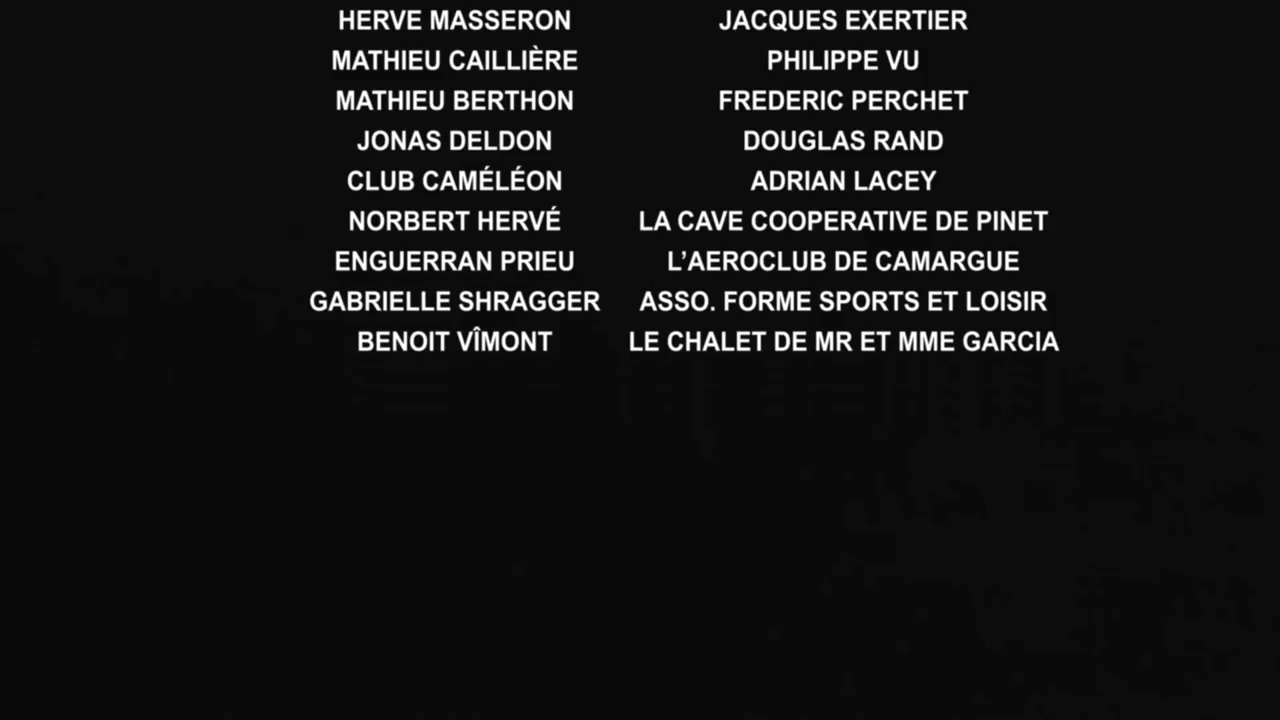 HERVE MASSERON JACQUES EXERTIER
MATHIEU CAILLIÈRE PHILIPPE VU
MATHIEU BERTHON FREDERIC PERCHET
JONAS DELDON DOUGLAS RAND
CLUB CAMÉLÉON ADRIAN LACEY
NORBERT HERVÉ LA CAVE COOPERATIVE DE PINET
ENGUERRAN PRIEU L’AEROCLUB DE CAMARGUE
GABRIELLE SHRAGGER ASSO. FORME SPORTS ET LOISIR
BENOIT VÎMONT LE CHALET DE MR ET MME GARCIA